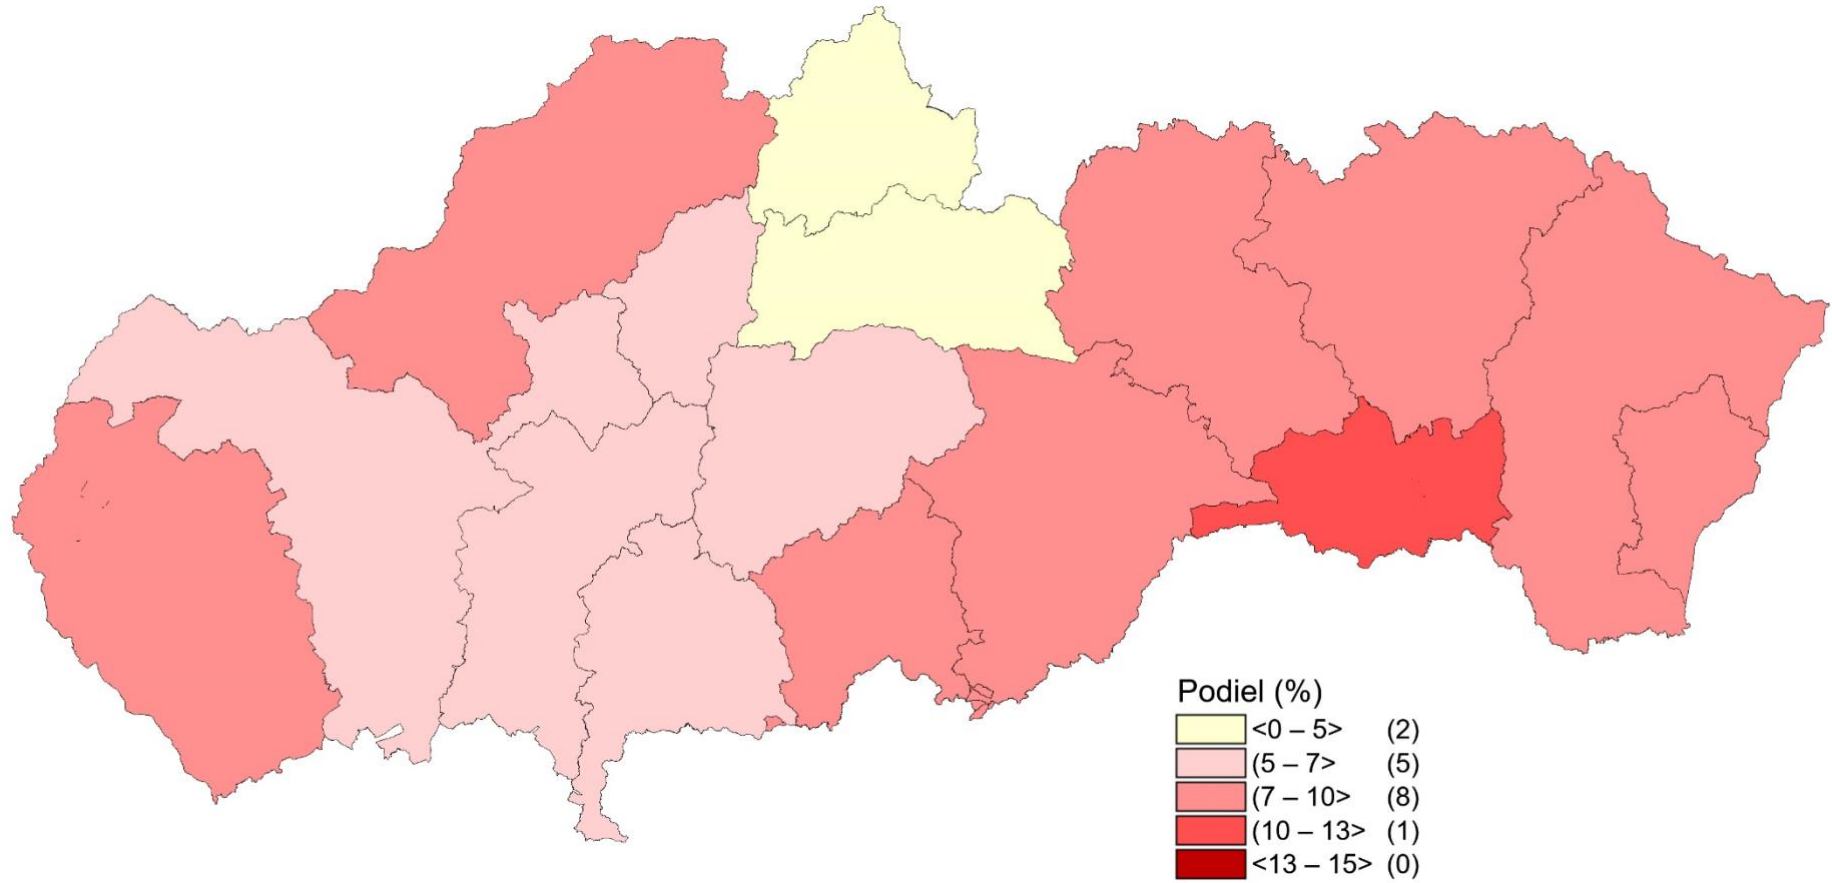 Podiel (%)
<0 – 5> (2)
(5 – 7> (5)
(7 – 10> (8)
(10 – 13> (1)
<13 – 15> (0)